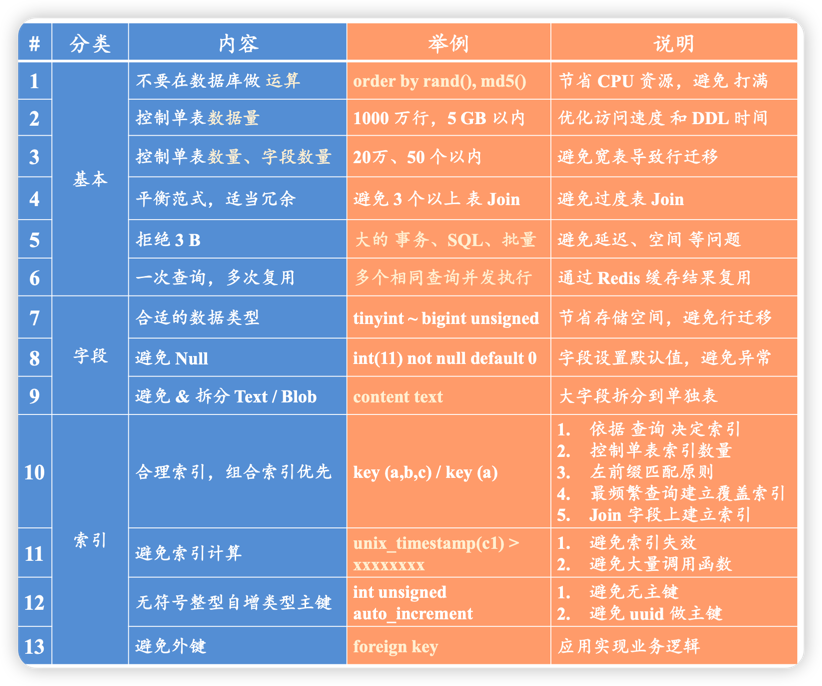 # 分类 内容 举例 说明
1 不要在数据库做 运算 order by rand(), md5() 节省 CPU 资源，避免 打满
2 控制单表数据量 1000 万行，5 GB 以内 优化访问速度 和 DDL 时间
3 控制单表数量、字段数量 20万、50 个以内 避免宽表导致行迁移
基本
4 平衡范式，适当冗余 避免 3 个以上 表 Join 避免过度表 Join
5 拒绝 3 B 大的 事务、SQL、批量 避免延迟、空间 等问题
6 一次查询，多次复用 多个相同查询并发执行 通过 Redis 缓存结果复用
7 合适的数据类型 tinyint ~ bigint unsigned 节省存储空间，避免行迁移
8 字段 避免 Null int(11) not null default 0 字段设置默认值，避免异常
9 避免 & 拆分 Text / Blob content text 大字段拆分到单独表
10 合理索引，组合索引优先 key (a,b,c) / key (a)
1. 依据 查询 决定索引
2. 控制单表索引数量
3. 左前缀匹配原则
4. 最频繁查询建立覆盖索引
5. Join 字段上建立索引
索引
11 避免索引计算
unix_timestamp(c1) >
xxxxxxxx
1. 避免索引失效
2. 避免大量调用函数
12 无符号整型自增类型主键
int unsigned
auto_increment
1. 避免无主键
2. 避免 uuid 做主键
13 避免外键 foreign key 应用实现业务逻辑